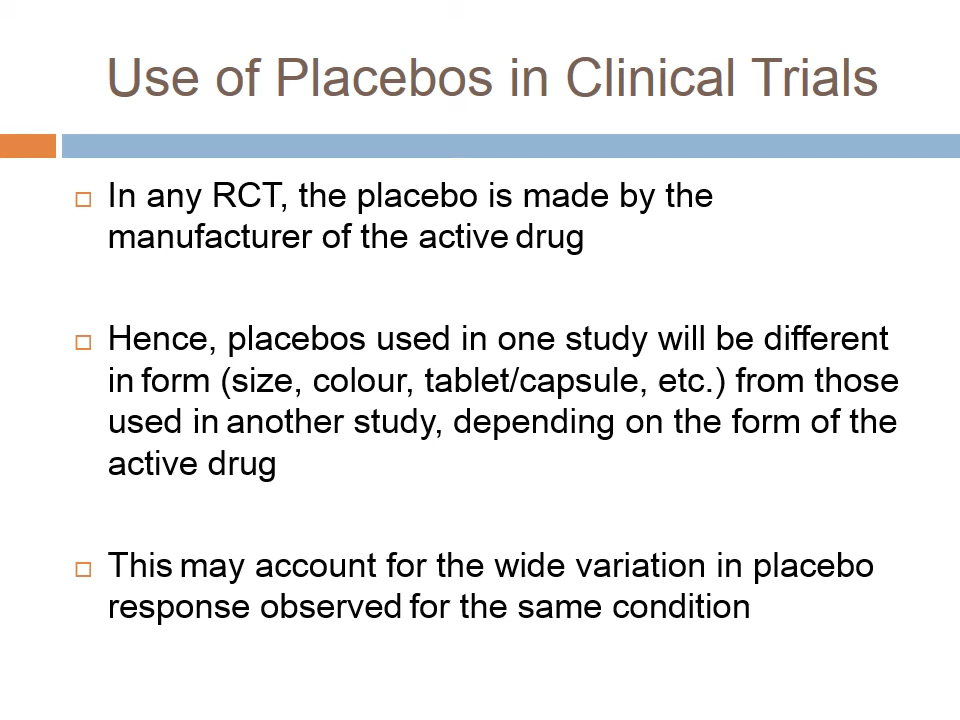 Use of Placebos in Clinical Trials
In any RCT, the placebo is made by the
manufacturer of the active drug
Hence, placebos used in one study will be different
in form (size, colour, tablet/capsule, etc.) from those
used in another study, depending on the form of the
active drug
This may account for the wide variation in placebo
response observed for the same condition